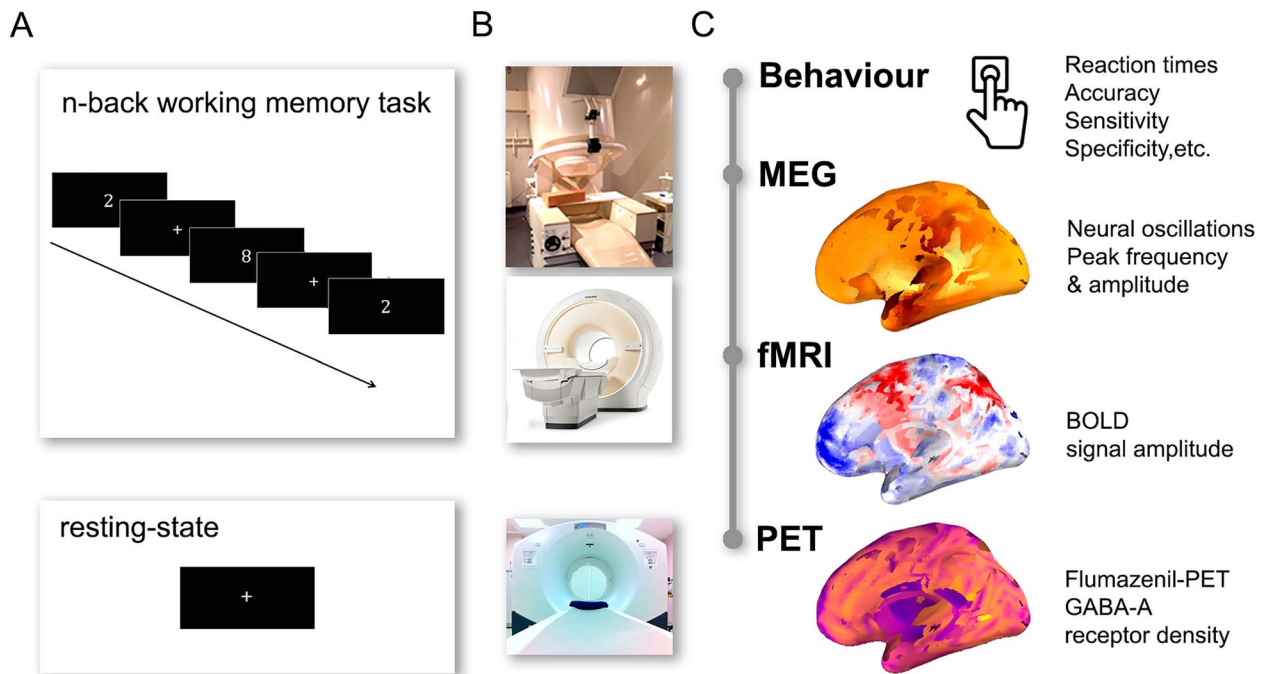 A
B
C
n-back working memory task
2
+
8
+
2
resting-state
+
Behaviour
Reaction times
Accuracy
Sensitivity
Specificity,etc.
MEG
Neural oscillations
Peak frequency
& amplitude
fMRI
BOLD
signal amplitude
PET
Flumazenil-PET
GABA-A
receptor density